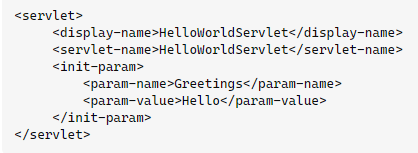 <servlet>
<display-name>HelloWorldServlet</display-name>
<servlet-name>HelloWorldServlet</servlet-name>
<init-param>
<param-name>Greetings</param-name>
<param-value>Hello</param-value>
</init-param>
</servlet>